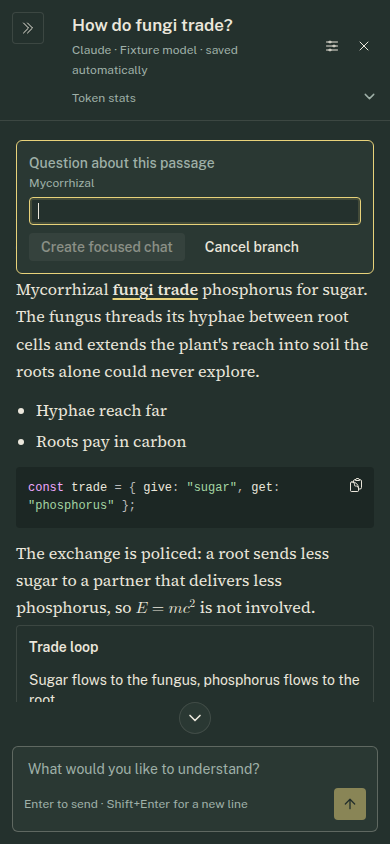 How do fungi trade?
Claude · Fixture model · saved
automatically
Token stats
Question about this passage
Mycorrhizal
Create focused chat
Cancel branch
Mycorrhizal fungi trade phosphorus for sugar.
The fungus threads its hyphae between root
cells and extends the plant's reach into soil the
roots alone could never explore.
• Hyphae reach far
• Roots pay in carbon
const trade = { give: "sugar", get:
"phosphorus" };
The exchange is policed: a root sends less
sugar to a partner that delivers less
phosphorus, so E = mc² is not involved.
Trade loop
Sugar flows to the fungus, phosphorus flows to the
root
What would you like to understand?
Enter to send · Shift+Enter for a new line